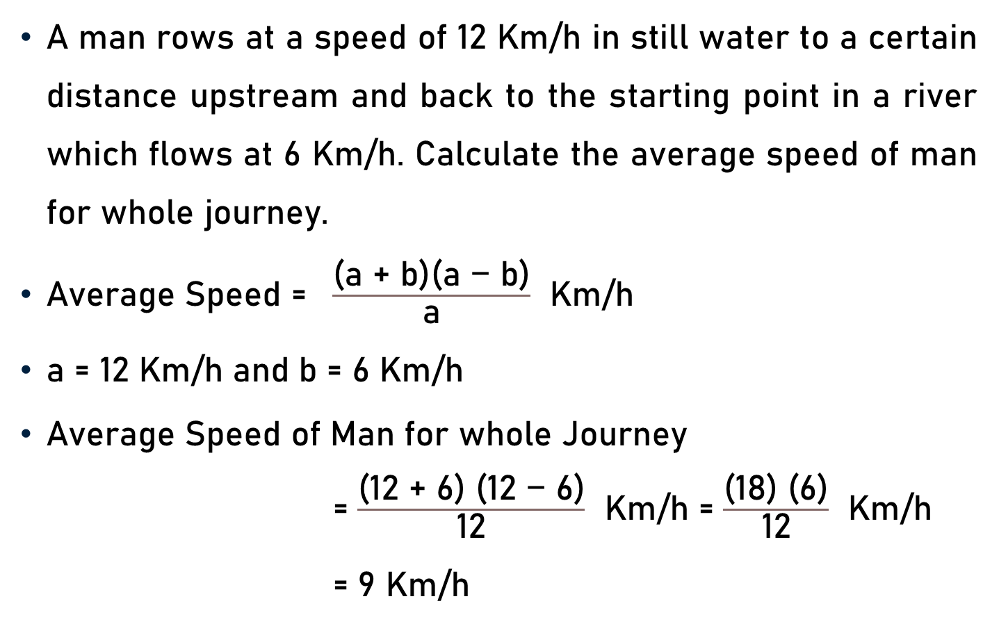 • A man rows at a speed of 12 Km/h in still water to a certain
distance upstream and back to the starting point in a river
which flows at 6 Km/h. Calculate the average speed of man
for whole journey.
• Average Speed = (a + b)(a − b) / a Km/h
• a = 12 Km/h and b = 6 Km/h
• Average Speed of Man for whole Journey
= (12 + 6) (12 − 6) / 12 Km/h = (18) (6) / 12 Km/h
= 9 Km/h